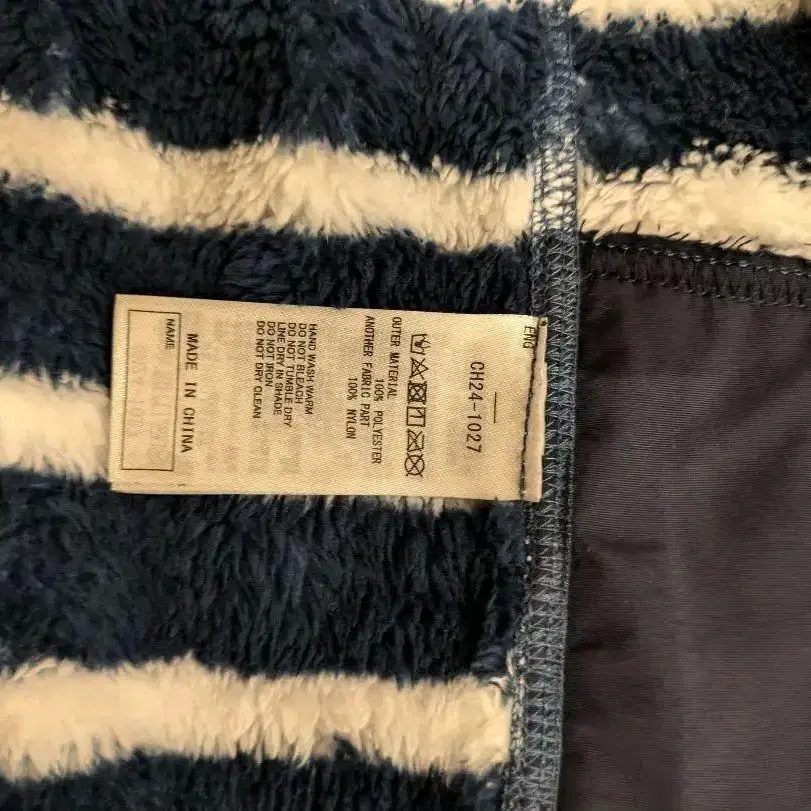 ENG
CH24-1027
OUTER MATERIAL
100% POLYESTER
ANOTHER FABRIC PART
100% NYLON
HAND WASH WARM
DO NOT BLEACH
DO NOT TUMBLE DRY
LINE DRY IN SHADE
DO NOT IRON
DO NOT DRY CLEAN
MADE IN CHINA
NAME